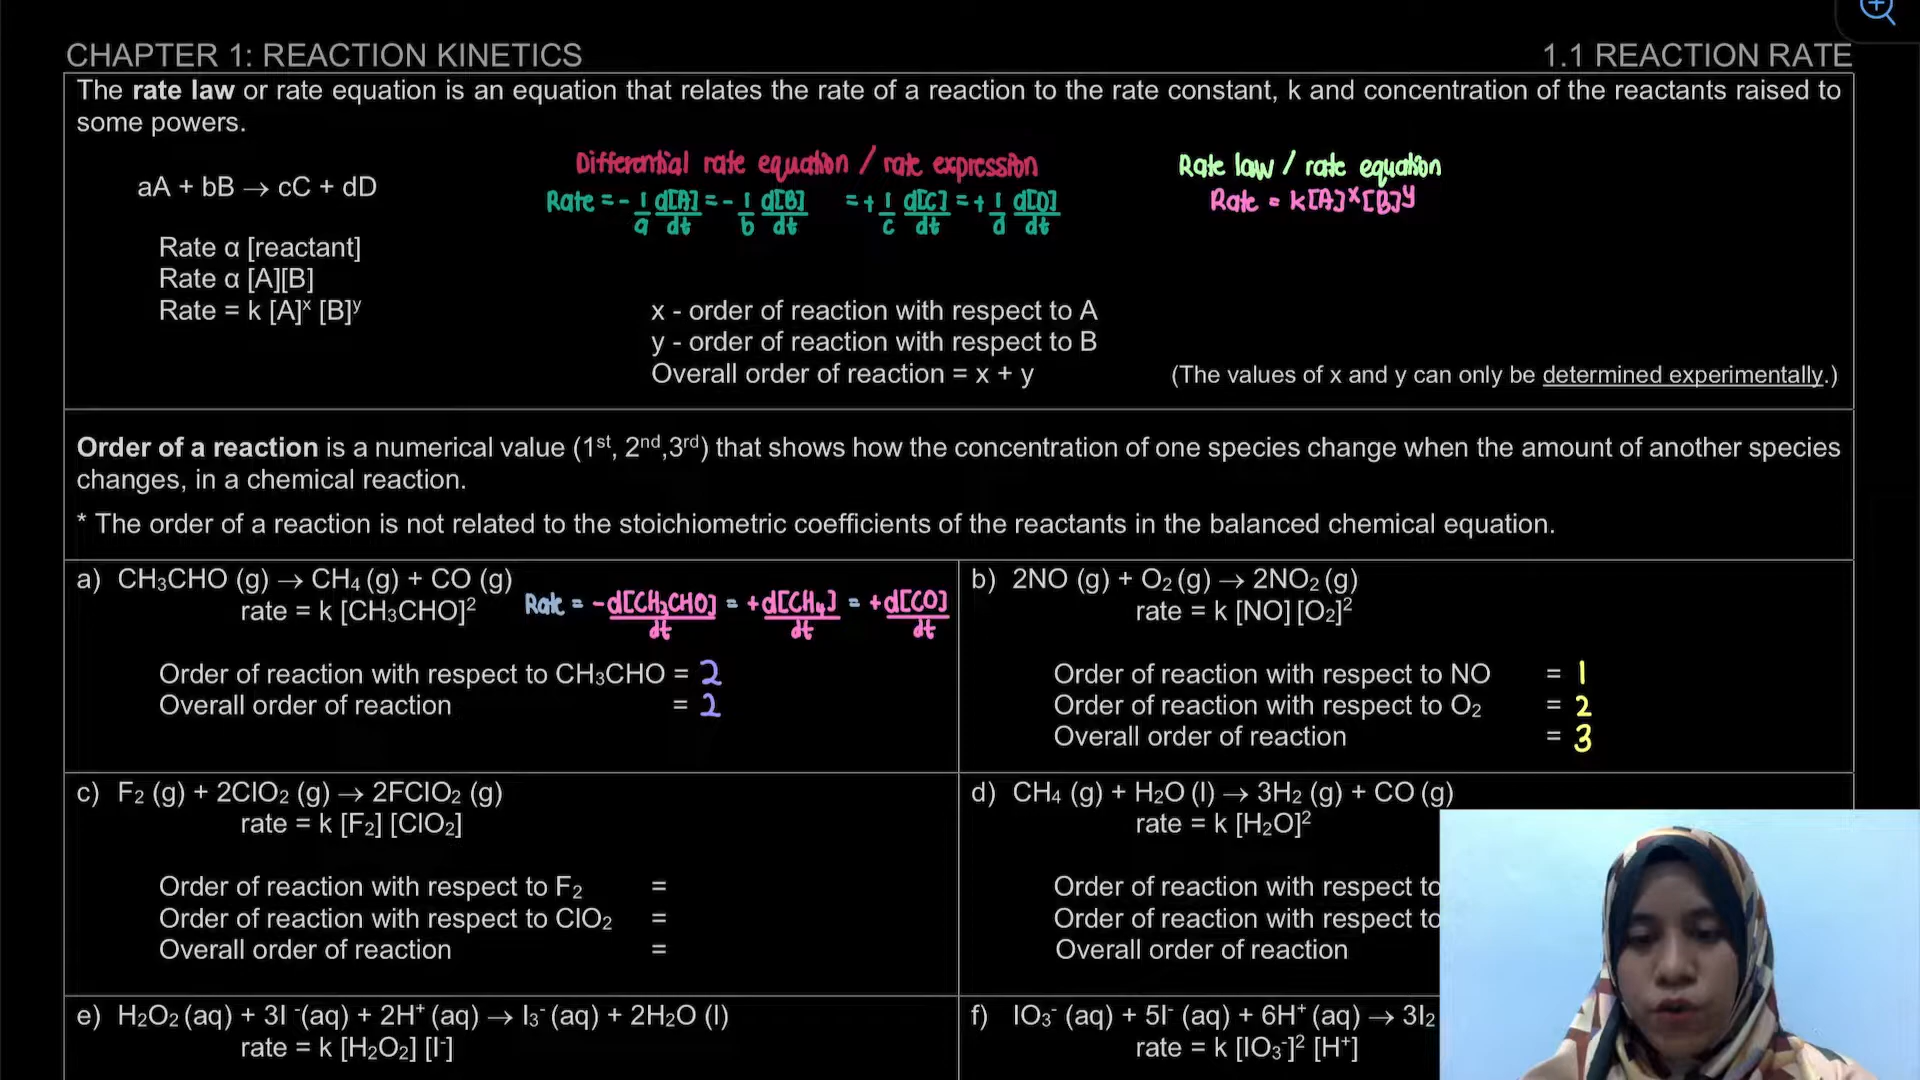 CHAPTER 1: REACTION KINETICS 1.1 REACTION RATE
The rate law or rate equation is an equation that relates the rate of a reaction to the rate constant, k and concentration of the reactants raised to
some powers.
Differential rate equation / rate expression Rate law / rate equation
aA + bB → cC + dD Rate = - 1/a d[A]/dt = - 1/b d[B]/dt = + 1/c d[C]/dt = + 1/d d[D]/dt Rate = k[A]ˣ[B]ʸ
Rate α [reactant]
Rate α [A][B]
Rate = k [A]ˣ [B]ʸ x - order of reaction with respect to A
y - order of reaction with respect to B
Overall order of reaction = x + y (The values of x and y can only be determined experimentally.)
Order of a reaction is a numerical value (1ˢᵗ, 2ⁿᵈ,3ʳᵈ) that shows how the concentration of one species change when the amount of another species
changes, in a chemical reaction.
* The order of a reaction is not related to the stoichiometric coefficients of the reactants in the balanced chemical equation.
a) CH₃CHO (g) → CH₄ (g) + CO (g)
rate = k [CH₃CHO]² Rate = -d[CH₃CHO]/dt = +d[CH₄]/dt = +d[CO]/dt
Order of reaction with respect to CH₃CHO = 2
Overall order of reaction = 2
b) 2NO (g) + O₂ (g) → 2NO₂ (g)
rate = k [NO] [O₂]²
Order of reaction with respect to NO = 1
Order of reaction with respect to O₂ = 2
Overall order of reaction = 3
c) F₂ (g) + 2ClO₂ (g) → 2FClO₂ (g)
rate = k [F₂] [ClO₂]
Order of reaction with respect to F₂ =
Order of reaction with respect to ClO₂ =
Overall order of reaction =
d) CH₄ (g) + H₂O (l) → 3H₂ (g) + CO (g)
rate = k [H₂O]²
Order of reaction with respect to
Order of reaction with respect to
Overall order of reaction
e) H₂O₂ (aq) + 3I⁻ (aq) + 2H⁺ (aq) → I₃⁻ (aq) + 2H₂O (l)
rate = k [H₂O₂] [I⁻]
f) IO₃⁻ (aq) + 5I⁻ (aq) + 6H⁺ (aq) → 3I₂
rate = k [IO₃⁻]² [H⁺]